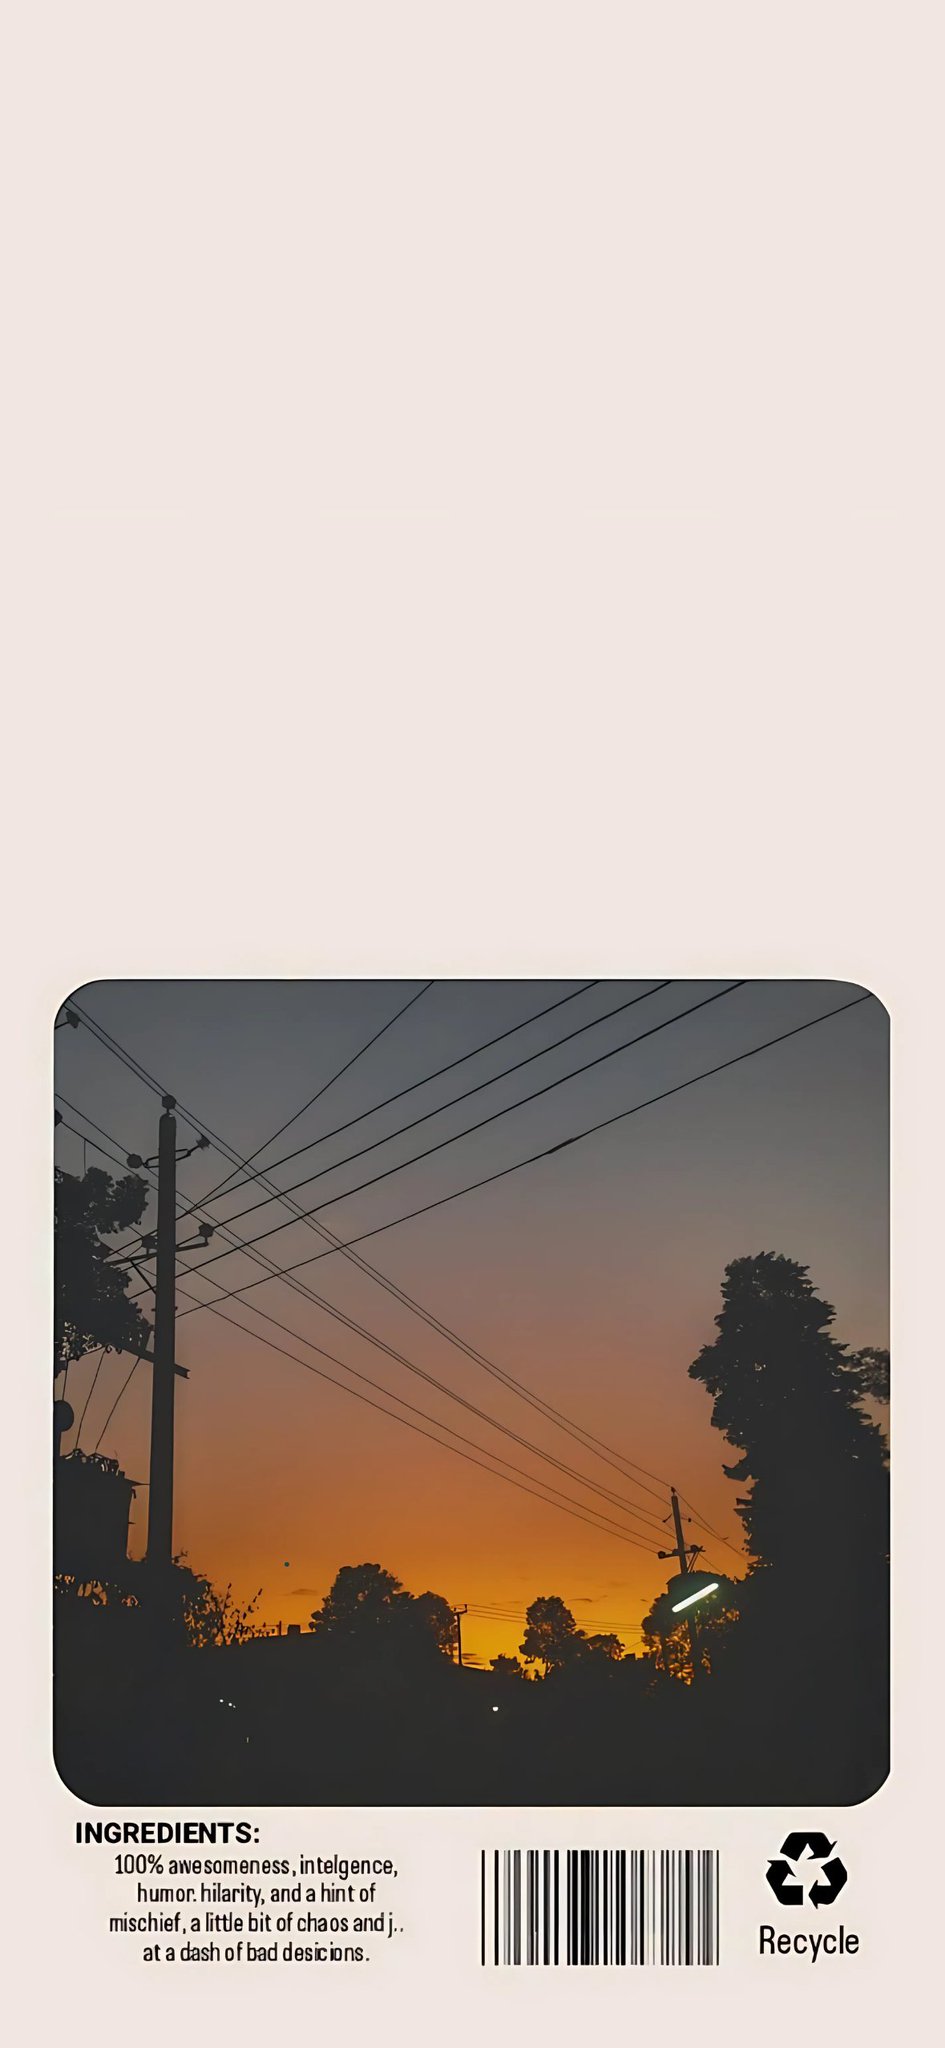 INGREDIENTS:
100% awesomeness, intelgence,
humor. hilarity, and a hint of
mischief, a little bit of chaos and j..
at a dash of bad desicions.
Recycle